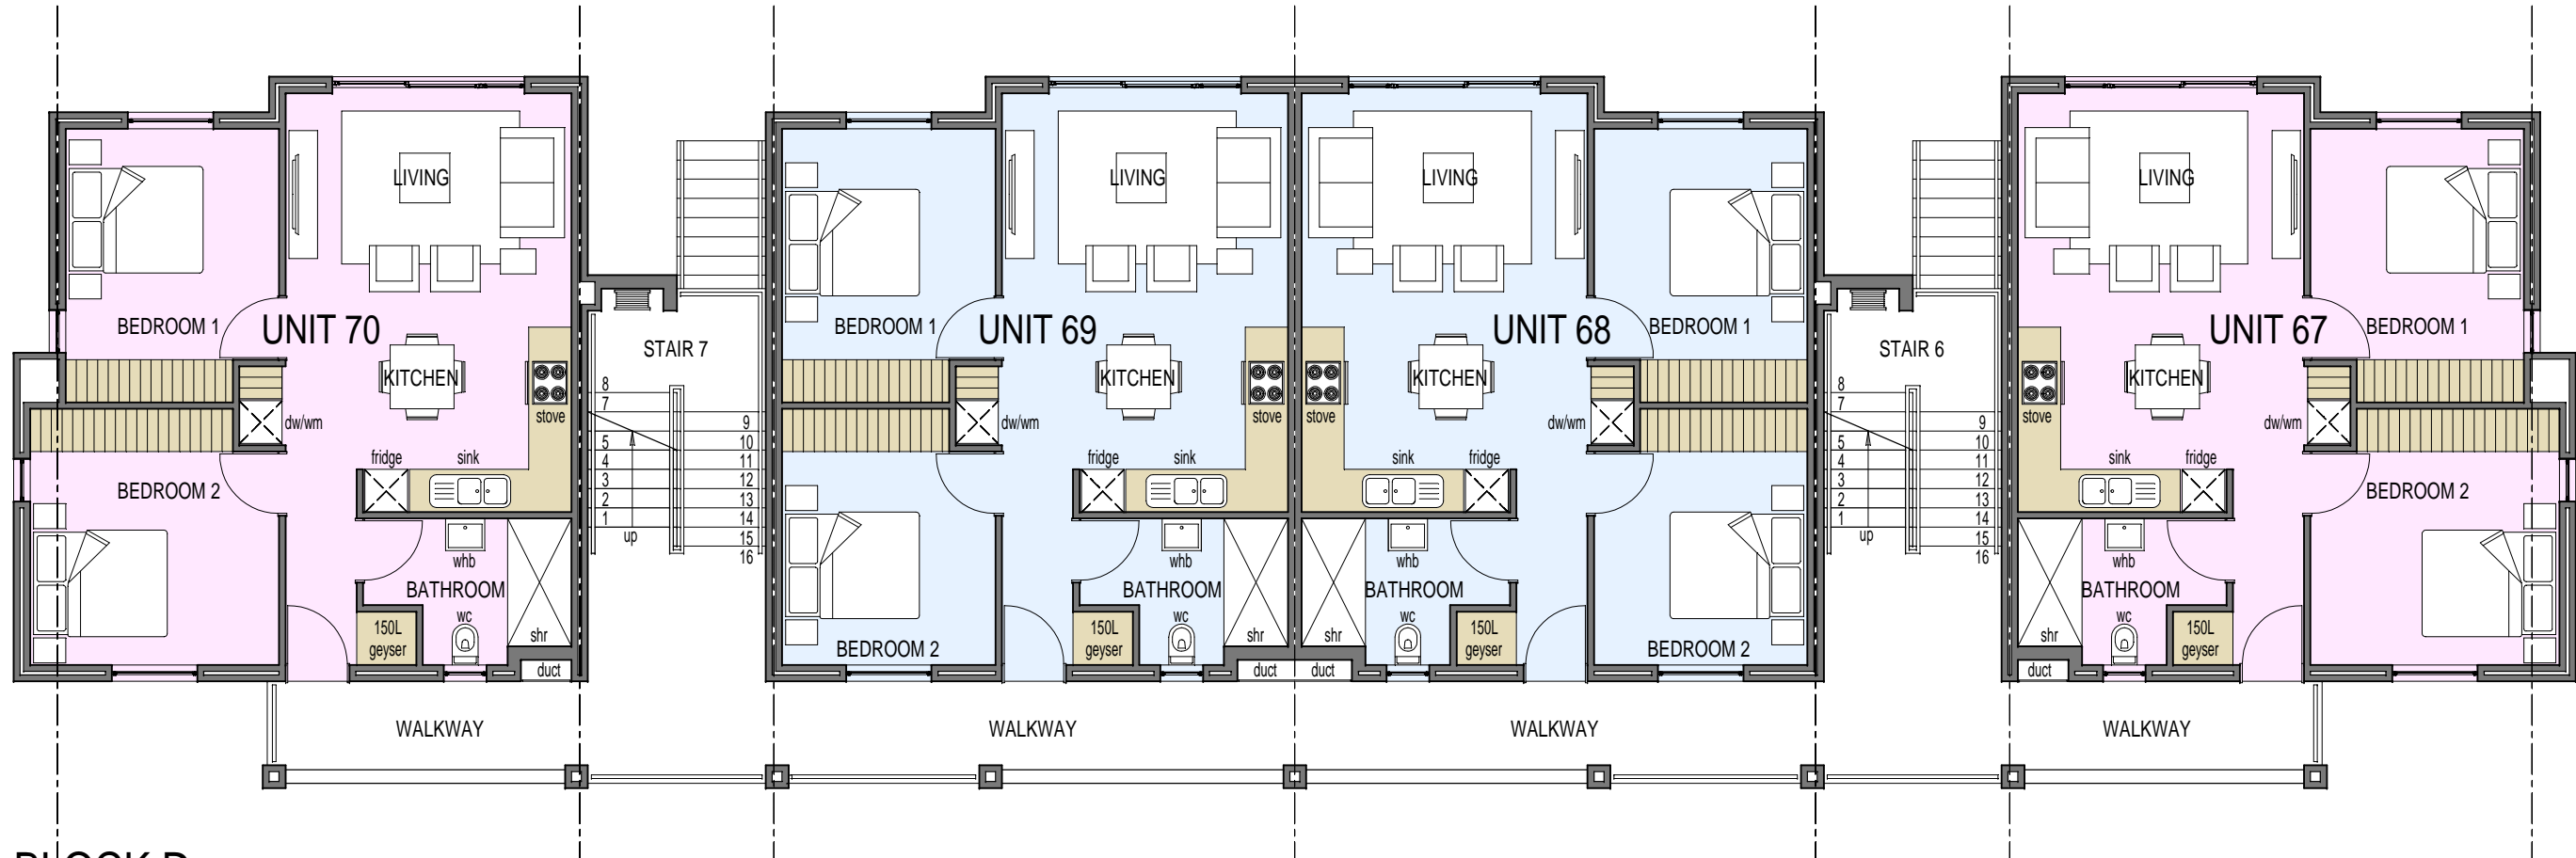 LIVING
BEDROOM 1
UNIT 70
KITCHEN
stove
dw/wm
fridge
sink
BEDROOM 2
whb
BATHROOM
wc
150L
geyser
shr
duct
WALKWAY
STAIR 7
8
7
5
4
3
2
1
up
9
10
11
12
13
14
15
16
LIVING
BEDROOM 1
UNIT 69
KITCHEN
stove
dw/wm
fridge
sink
whb
BATHROOM
wc
150L
geyser
shr
BEDROOM 2
duct
WALKWAY
LIVING
UNIT 68
BEDROOM 1
KITCHEN
stove
dw/wm
sink
fridge
whb
BATHROOM
wc
150L
geyser
shr
BEDROOM 2
duct
WALKWAY
STAIR 6
8
7
5
4
3
2
1
up
9
10
11
12
13
14
15
16
LIVING
UNIT 67
BEDROOM 1
KITCHEN
stove
dw/wm
sink
fridge
BEDROOM 2
whb
BATHROOM
wc
150L
geyser
shr
duct
WALKWAY